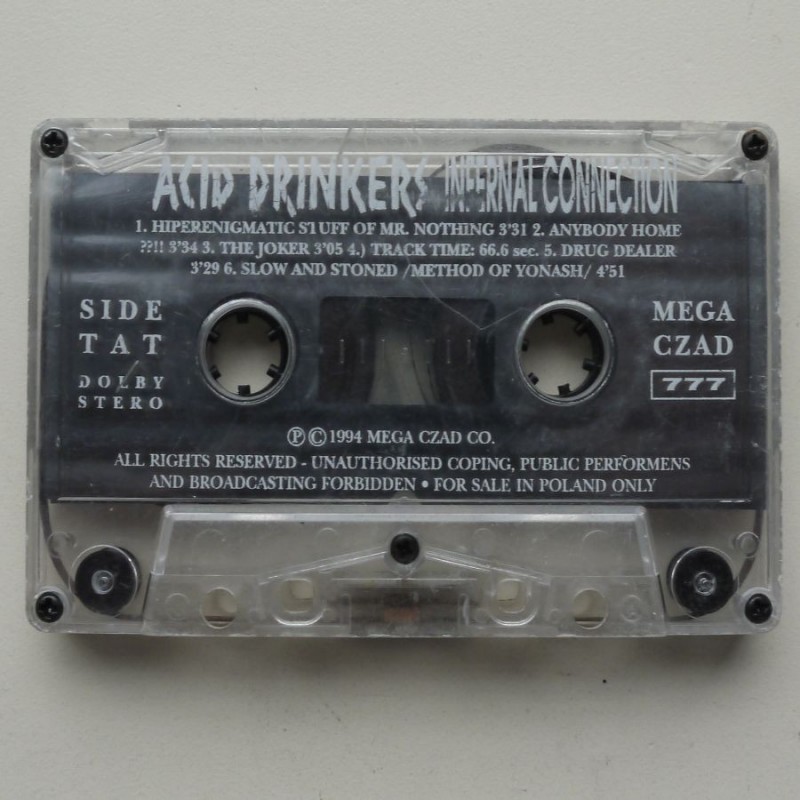 ACID DRINKERS INFERNAL CONNECTION
1. HIPERENIGMATIC STUFF OF MR. NOTHING 3'31 2. ANYBODY HOME
??!! 3'34 3. THE JOKER 3'05 4.) TRACK TIME: 66.6 sec. 5. DRUG DEALER
3'29 6. SLOW AND STONED /METHOD OF YONASH/ 4'51
SIDE
TAT
DOLBY
STERO
MEGA
CZAD
777
Ⓟ © 1994 MEGA CZAD CO.
ALL RIGHTS RESERVED - UNAUTHORISED COPING, PUBLIC PERFORMENS
AND BROADCASTING FORBIDDEN • FOR SALE IN POLAND ONLY